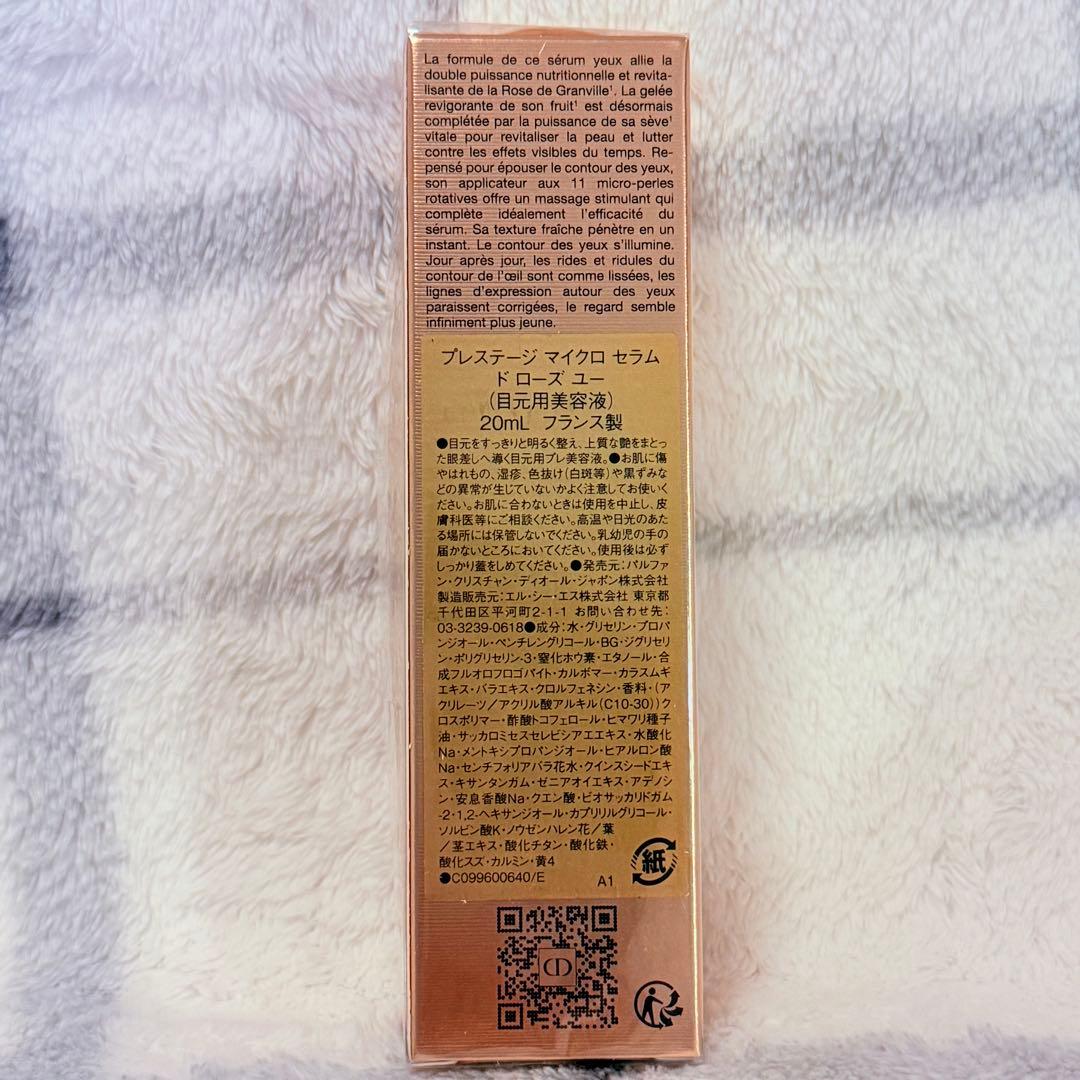 La formule de ce sérum yeux allie la
double puissance nutritionnelle et revita-
lisante de la Rose de Granville¹. La gelée
revigorante de son fruit¹ est désormais
complétée par la puissance de sa sève¹
vitale pour revitaliser la peau et lutter
contre les effets visibles du temps. Re-
pensé pour épouser le contour des yeux,
son applicateur aux 11 micro-perles
rotatives offre un massage stimulant qui
complète idéalement l'efficacité du
sérum. Sa texture fraîche pénètre en un
instant. Le contour des yeux s'illumine.
Jour après jour, les rides et ridules du
contour de l'œil sont comme lissées, les
lignes d'expression autour des yeux
paraissent corrigées, le regard semble
infiniment plus jeune.
プレステージ マイクロ セラム
ド ローズ ユー
(目元用美容液)
20mL フランス製
●目元をすっきりと明るく整え、上質な艶をまとっ
た眼差しへ導く目元用プレ美容液。●お肌に傷
やはれもの、湿疹、色抜け(白斑等)や黒ずみな
どの異常が生じていないかよく注意してお使いく
ださい。お肌に合わないときは使用を中止し、皮
膚科医等にご相談ください。高温や日光のあた
る場所には保管しないでください。乳幼児の手の
届かないところにおいてください。使用後は必ず
しっかり蓋をしめてください。●発売元:パルファ
ン・クリスチャン・ディオール・ジャポン株式会社
製造販売元:エル・シー・エス株式会社 東京都
千代田区平河町2-1-1 お問い合わせ先:
03-3239-0618●成分:水・グリセリン・プロパ
ンジオール・ペンチレングリコール・BG・ジグリセリ
ン・ポリグリセリン-3・窒化ホウ素・エタノール・合
成フルオロフロゴパイト・カルボマー・カラスムギ
エキス・バラエキス・クロルフェネシン・香料・(ア
クリレーツ/アクリル酸アルキル(C10-30))ク
ロスポリマー・酢酸トコフェロール・ヒマワリ種子
油・サッカロミセスセレビシアエエキス・水酸化
Na・メントキシプロパンジオール・ヒアルロン酸
Na・センチフォリアバラ花水・クインスシードエキ
ス・キサンタンガム・ゼニアオイエキス・アデノシ
ン・安息香酸Na・クエン酸・ビオサッカリドガム
-2・1,2-ヘキサンジオール・カプリリルグリコール・
ソルビン酸K・ノウゼンハレン花/葉
/茎エキス・酸化チタン・酸化鉄・
酸化スズ・カルミン・黄4
●C099600640/E A1
紙
CD